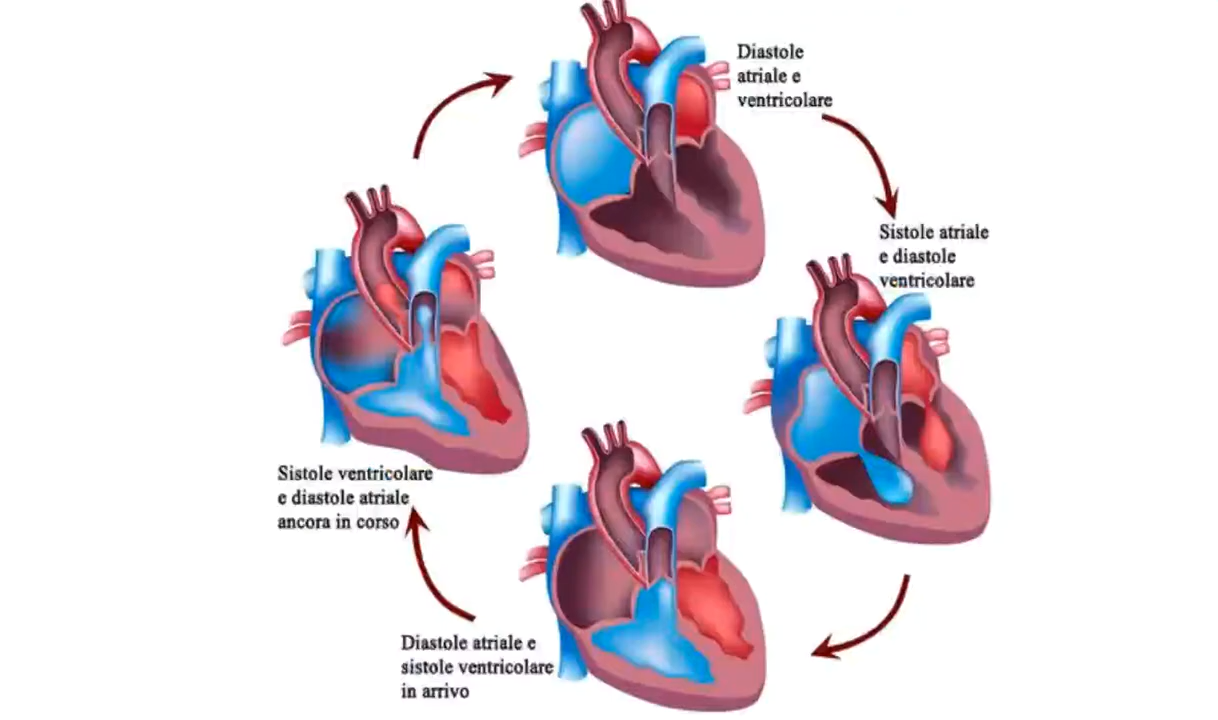 Diastole
atriale e
ventricolare
Sistole atriale
e diastole
ventricolare
Sistole ventricolare
e diastole atriale
ancora in corso
Diastole atriale e
sistole ventricolare
in arrivo